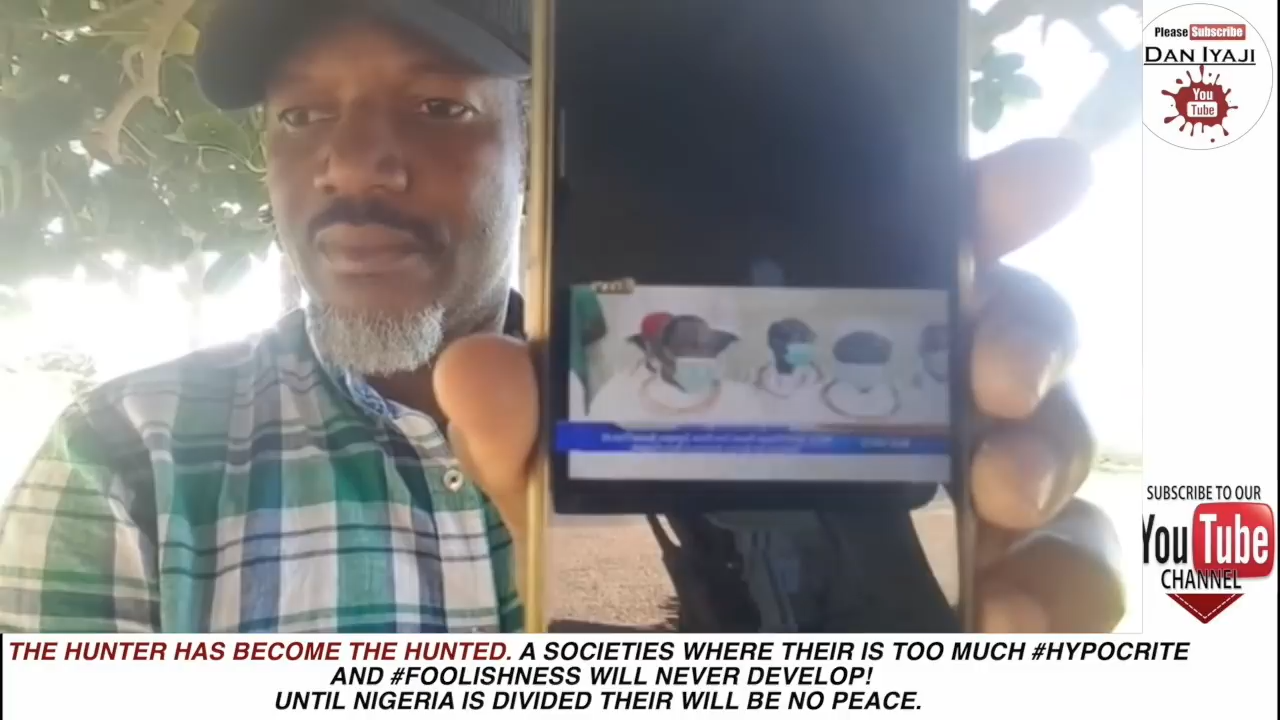 Please Subscribe
DAN IYAJI
You
Tube
SUBSCRIBE TO OUR
YouTube
CHANNEL
THE HUNTER HAS BECOME THE HUNTED. A SOCIETIES WHERE THEIR IS TOO MUCH #HYPOCRITE
AND #FOOLISHNESS WILL NEVER DEVELOP!
UNTIL NIGERIA IS DIVIDED THEIR WILL BE NO PEACE.